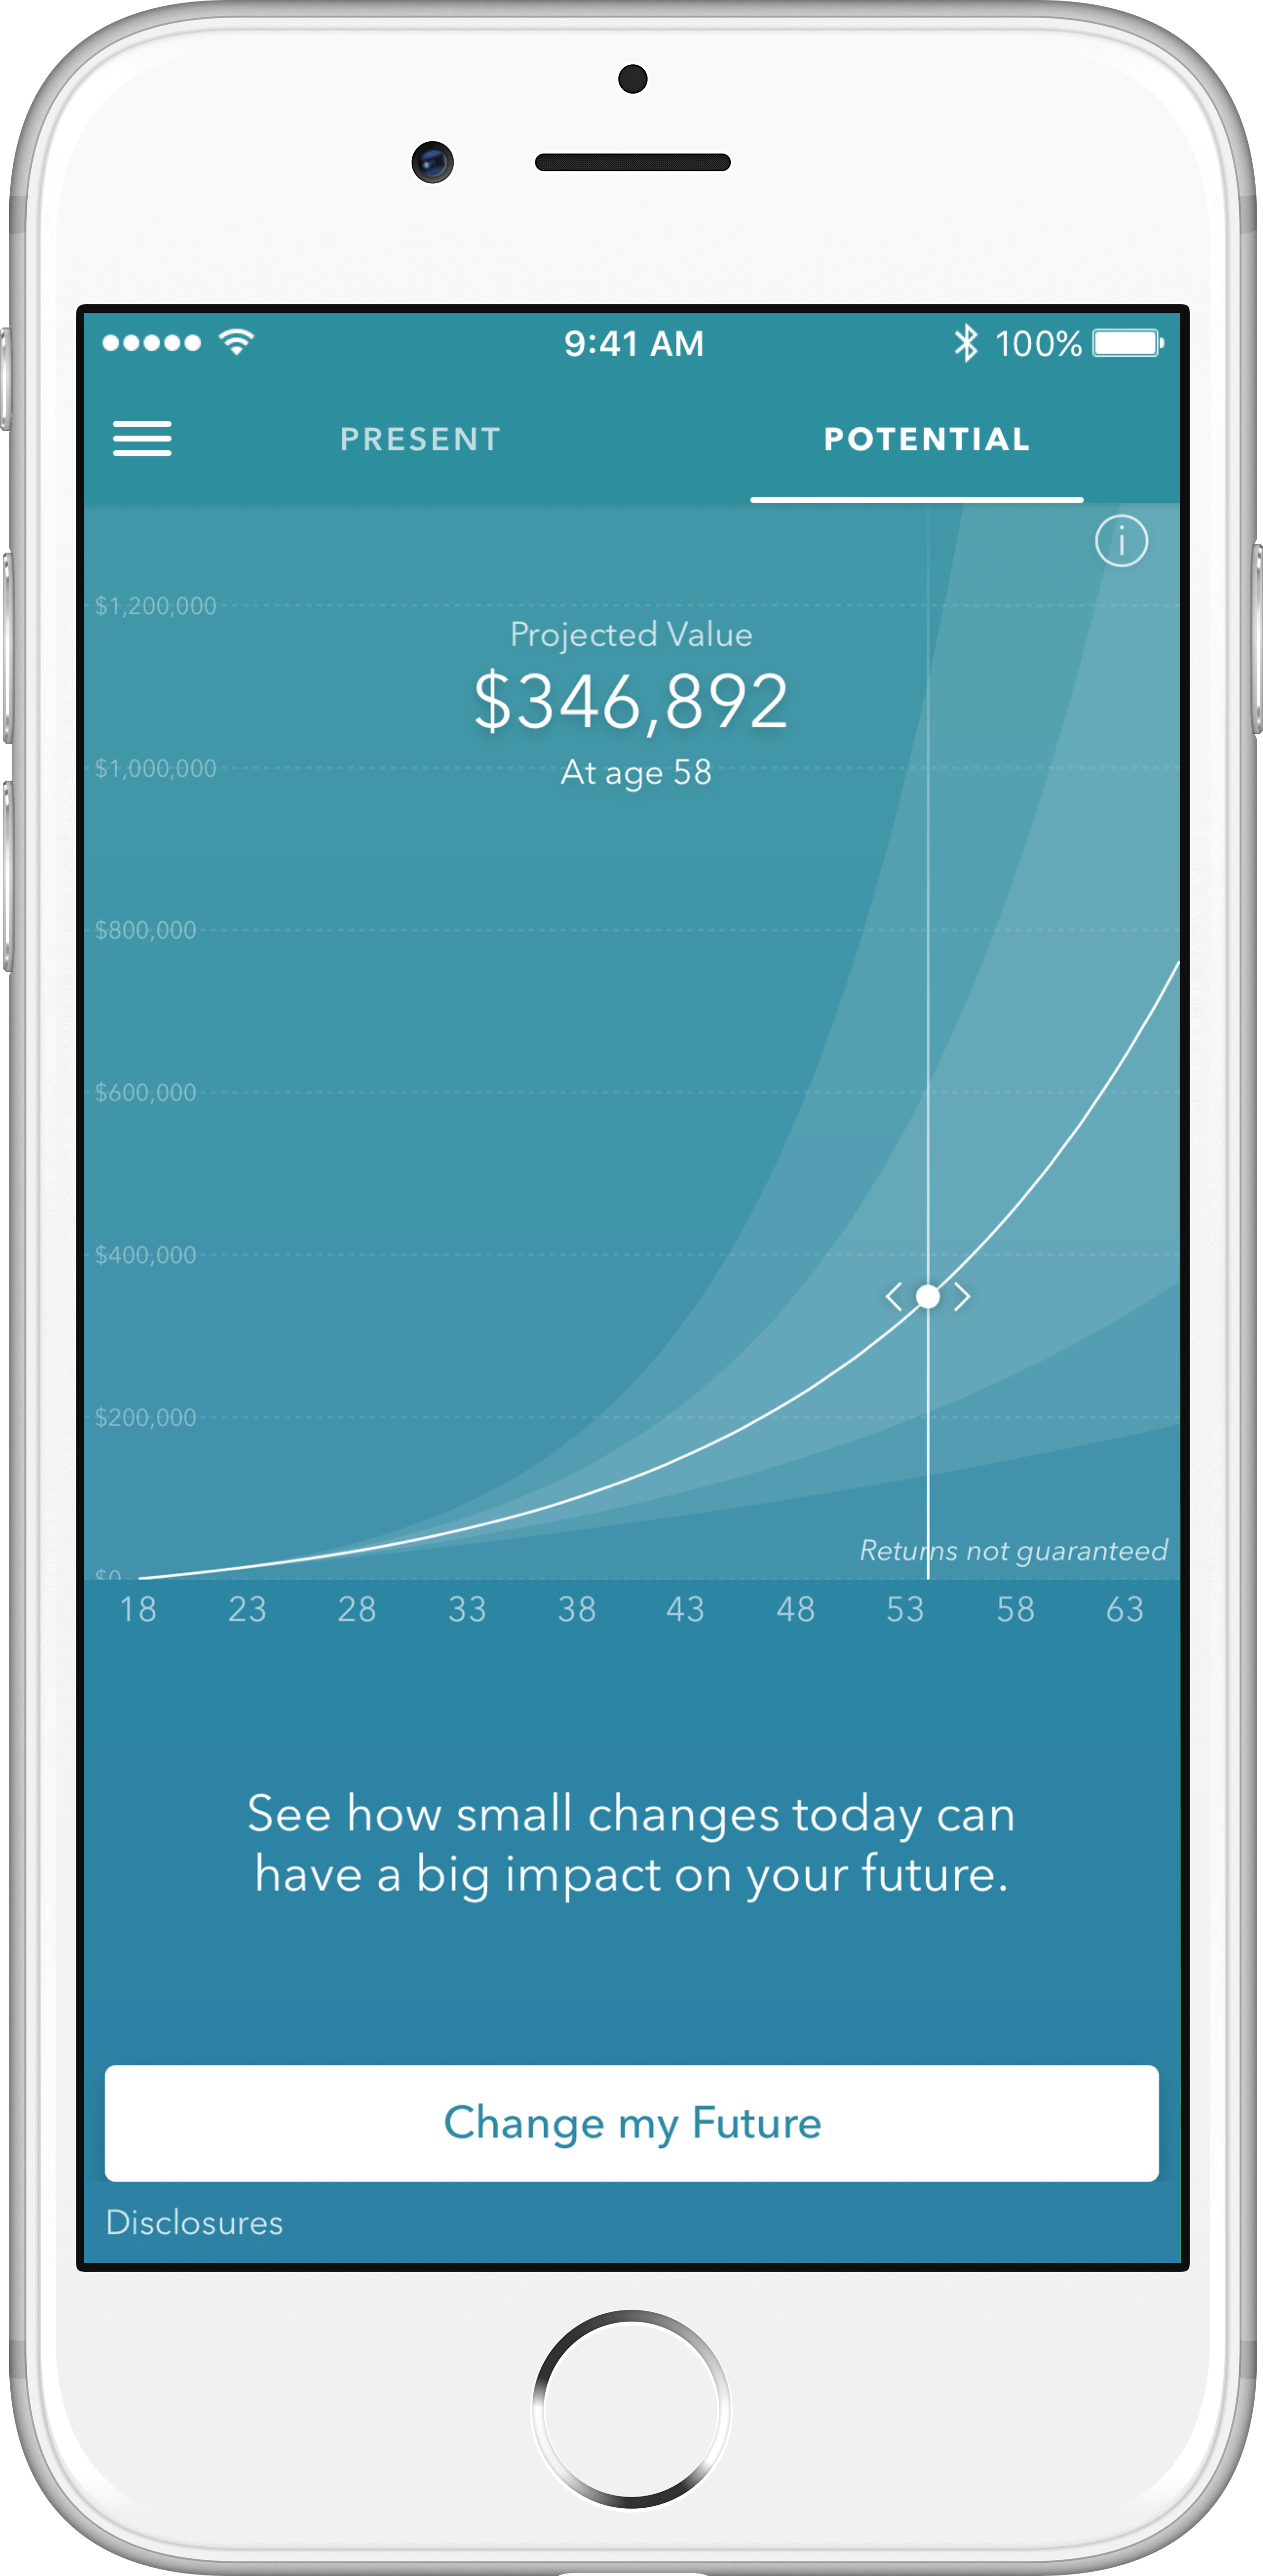 9:41 AM 100%
PRESENT POTENTIAL
i
$1,200,000
Projected Value
$346,892
$1,000,000
At age 58
$800,000
$600,000
$400,000
$200,000
Returns not guaranteed
$0
18 23 28 33 38 43 48 53 58 63
See how small changes today can
have a big impact on your future.
Change my Future
Disclosures